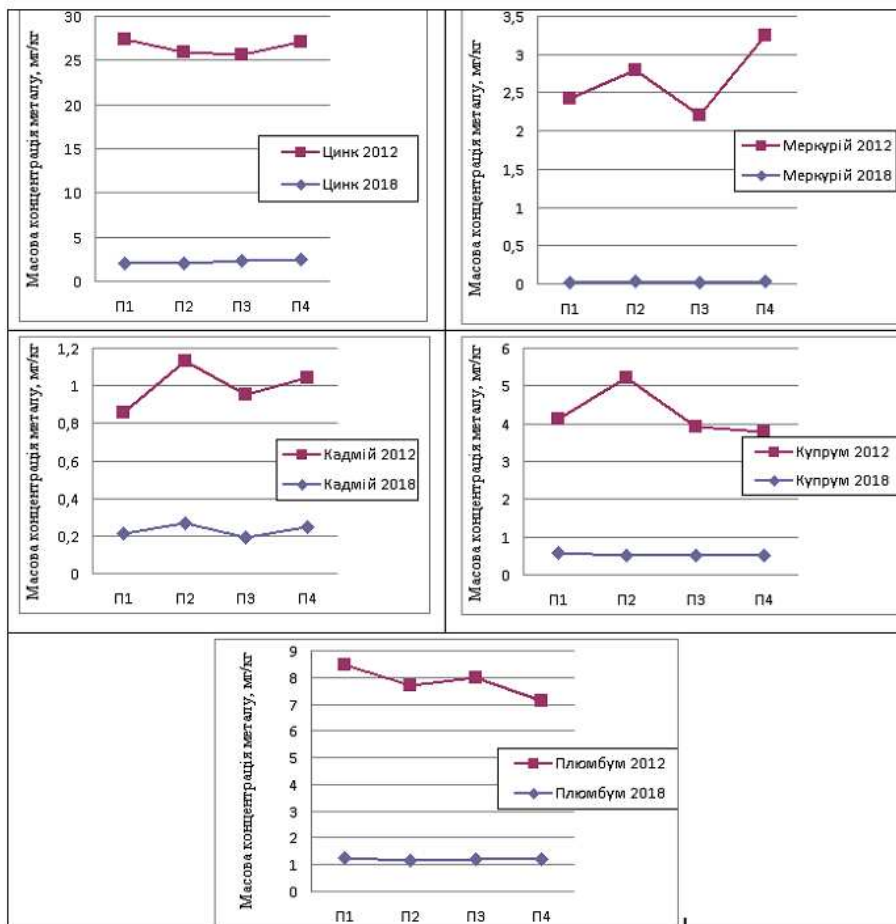 Масова концентрація металу, мг/кг
30
25
20
15
10
5
0
П1 П2 П3 П4
Цинк 2012
Цинк 2018
Масова концентрація металу, мг/кг
3,5
3
2,5
2
1,5
1
0,5
0
П1 П2 П3 П4
Меркурій 2012
Меркурій 2018
Масова концентрація металу, мг/кг
1,2
1
0,8
0,6
0,4
0,2
0
П1 П2 П3 П4
Кадмій 2012
Кадмій 2018
Масова концентрація металу, мг/кг
6
5
4
3
2
1
0
П1 П2 П3 П4
Купрум 2012
Купрум 2018
Масова концентрація металу, мг/кг
9
8
7
6
5
4
3
2
1
0
П1 П2 П3 П4
Плюмбум 2012
Плюмбум 2018